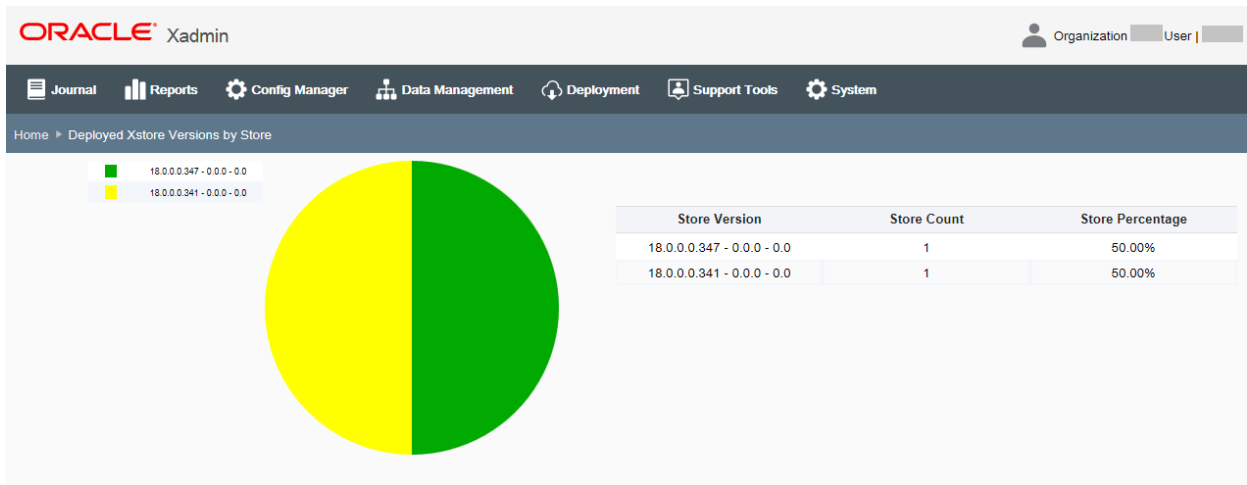 ORACLE® Xadmin
Organization User |
Journal Reports Config Manager Data Management Deployment Support Tools System
Home Deployed Xstore Versions by Store
18.0.0.0.347 - 0.0.0 - 0.0
18.0.0.0.341 - 0.0.0 - 0.0
Store Version Store Count Store Percentage
18.0.0.0.347 - 0.0.0 - 0.0 1 50.00%
18.0.0.0.341 - 0.0.0 - 0.0 1 50.00%